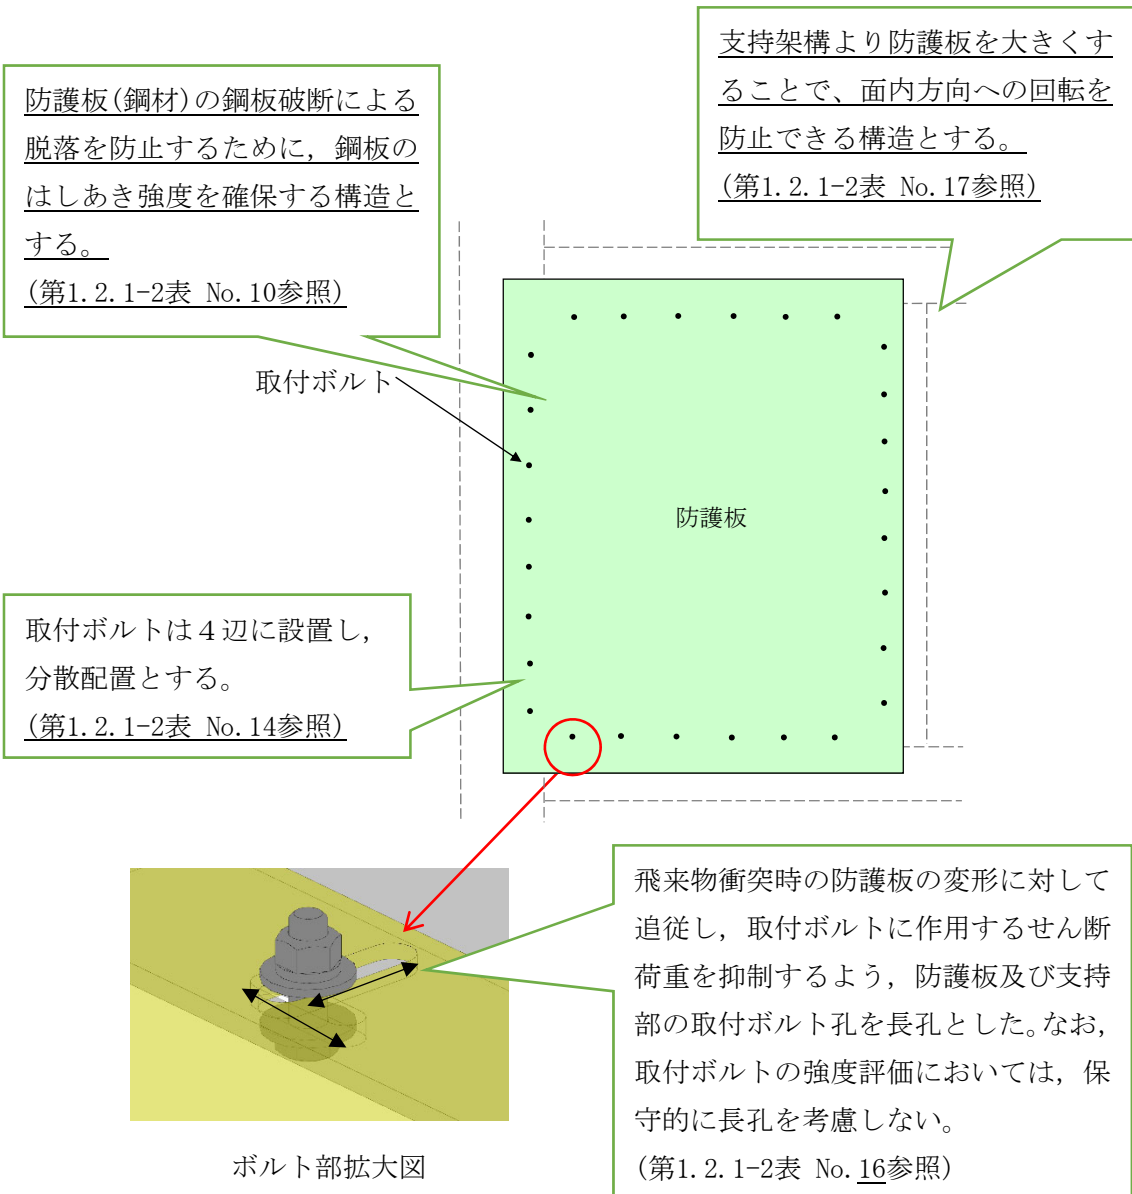 支持架構より防護板を大きくす
ることで、面内方向への回転を
防止できる構造とする。
(第1.2.1-2表 No.17参照)
防護板(鋼材)の鋼板破断による
脱落を防止するために，鋼板の
はしあき強度を確保する構造と
する。
(第1.2.1-2表 No.10参照)
取付ボルト
防護板
取付ボルトは４辺に設置し，
分散配置とする。
(第1.2.1-2表 No.14参照)
飛来物衝突時の防護板の変形に対して
追従し，取付ボルトに作用するせん断
荷重を抑制するよう，防護板及び支持
部の取付ボルト孔を長孔とした。なお，
取付ボルトの強度評価においては，保
守的に長孔を考慮しない。
(第1.2.1-2表 No.16参照)
ボルト部拡大図